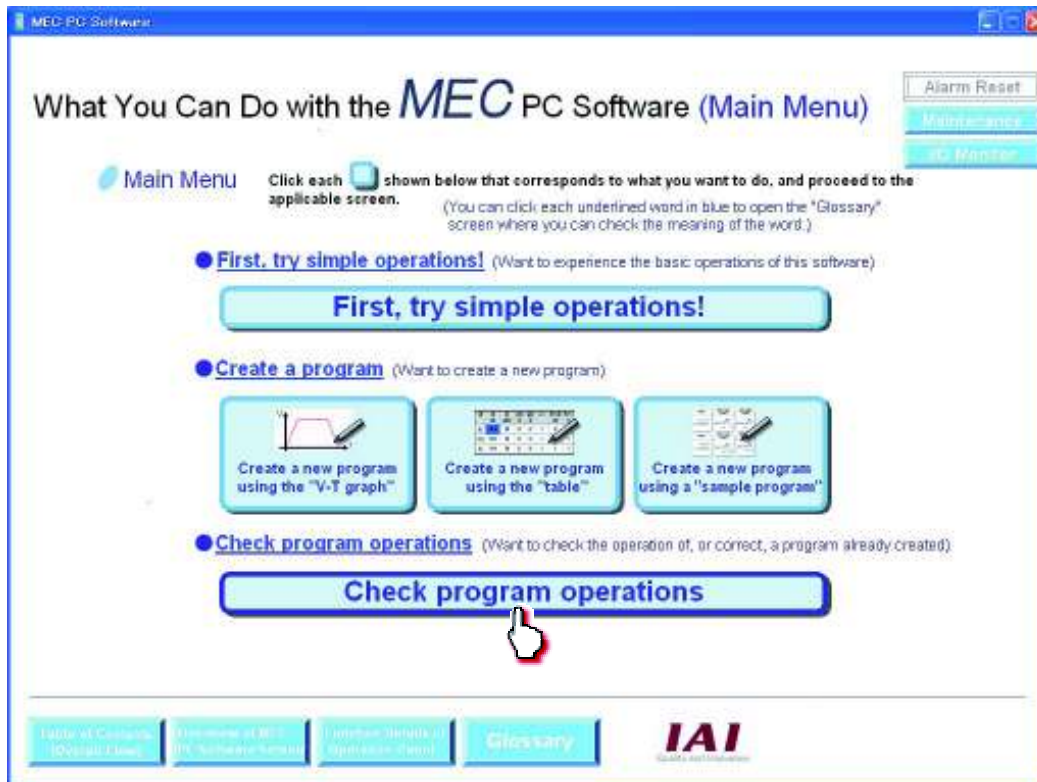 MEC PC Software
What You Can Do with the MEC PC Software (Main Menu)
Alarm Reset
Maintenance
I/O Monitor
Main Menu
Click each shown below that corresponds to what you want to do, and proceed to the
applicable screen.
(You can click each underlined word in blue to open the "Glossary"
screen where you can check the meaning of the word.)
First, try simple operations! (Want to experience the basic operations of this software)
First, try simple operations!
Create a program (Want to create a new program)
Create a new program
using the "V-T graph"
Create a new program
using the "table"
Create a new program
using a "sample program"
Check program operations (Want to check the operation of, or correct, a program already created)
Check program operations
Table of Contents
Glossary
IAI
Quality and Innovation